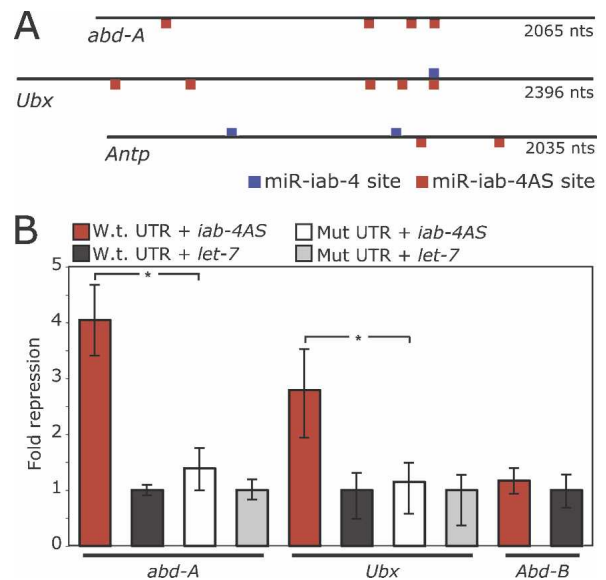 A
abd-A
2065 nts
Ubx
2396 nts
Antp
2035 nts
miR-iab-4 site
miR-iab-4AS site
B
W.t. UTR + iab-4AS
Mut UTR + iab-4AS
W.t. UTR + let-7
Mut UTR + let-7
5
4
3
2
1
0
Fold repression
*
*
abd-A
Ubx
Abd-B